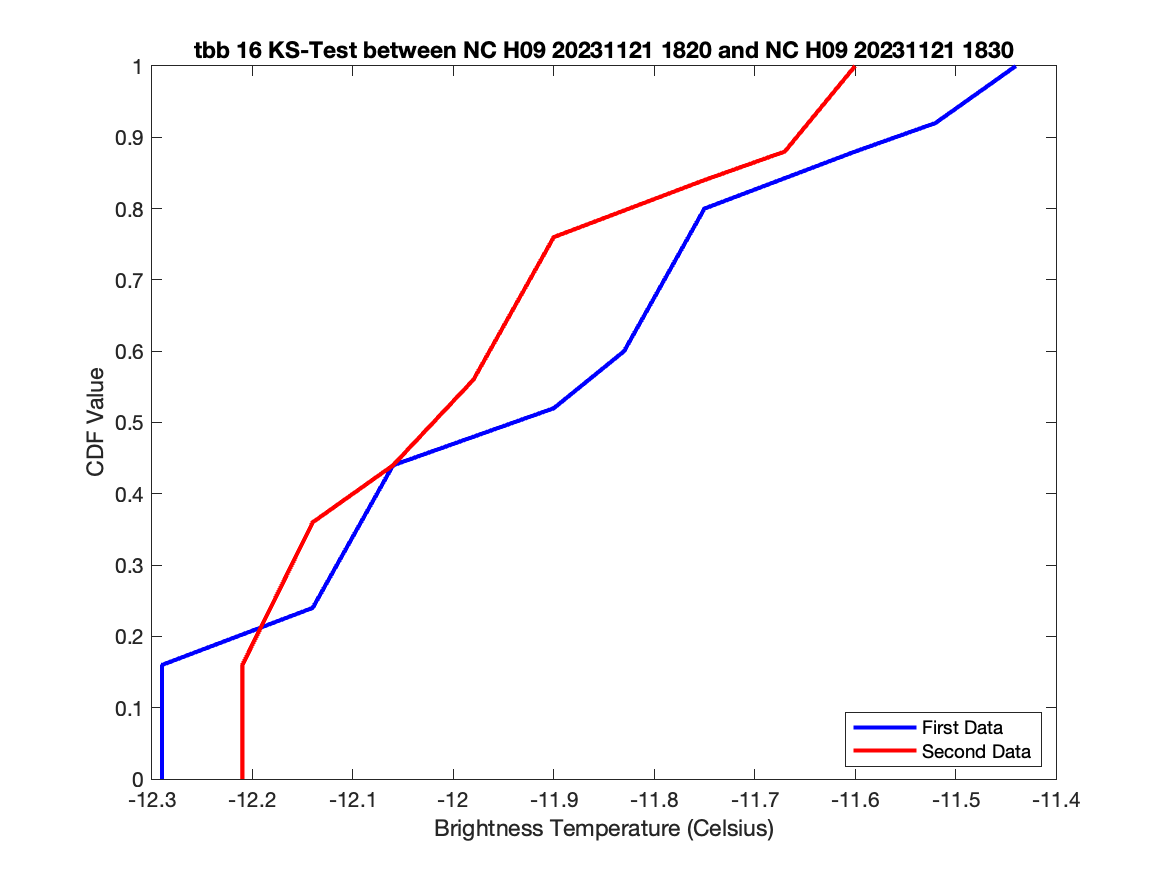 tbb 16 KS-Test between NC H09 20231121 1820 and NC H09 20231121 1830
1
0.9
0.8
0.7
0.6
0.5
0.4
0.3
0.2
0.1
0
CDF Value
First Data
Second Data
-12.3 -12.2 -12.1 -12 -11.9 -11.8 -11.7 -11.6 -11.5 -11.4
Brightness Temperature (Celsius)